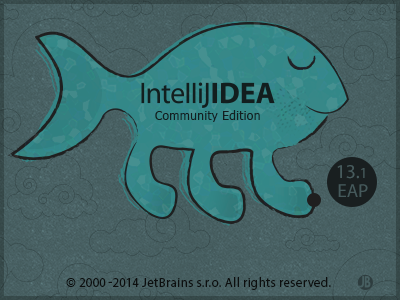 IntelliJIDEA
Community Edition
13.1
EAP
© 2000 -2014 JetBrains s.r.o. All rights reserved.
JB